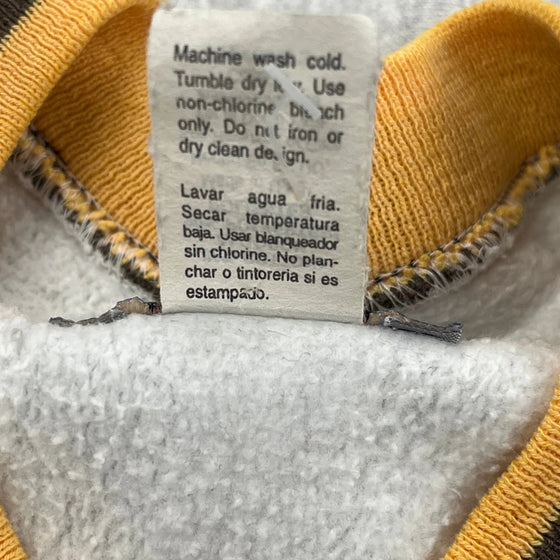 Machine wash cold.
Tumble dry low. Use
non-chlorine bleach
only. Do not iron or
dry clean design.
Lavar agua fria.
Secar temperatura
baja. Usar blanqueador
sin chlorine. No plan-
char o tintoreria si es
estampado.